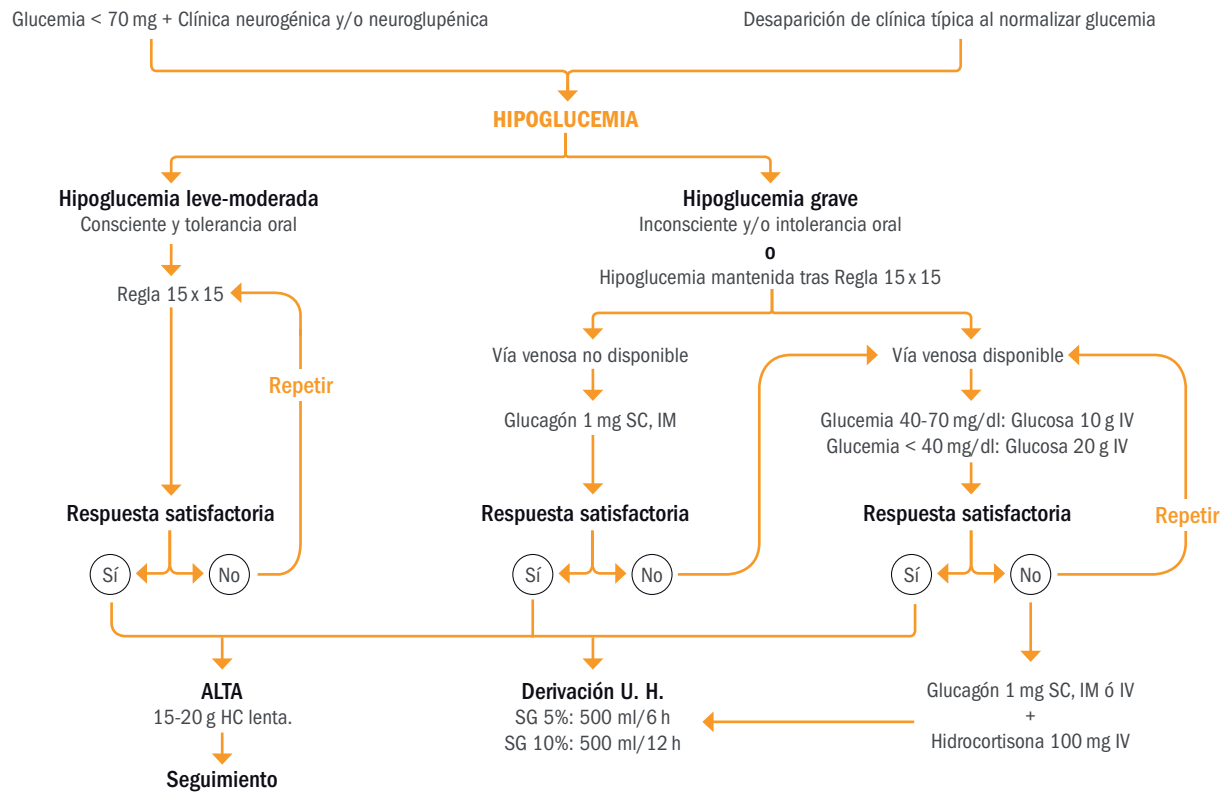 Glucemia < 70 mg + Clínica neurogénica y/o neuroglupénica
Desaparición de clínica típica al normalizar glucemia
HIPOGLUCEMIA
Hipoglucemia leve-moderada
Consciente y tolerancia oral
Hipoglucemia grave
Inconsciente y/o intolerancia oral
o
Hipoglucemia mantenida tras Regla 15 x 15
Regla 15 x 15
Repetir
Vía venosa no disponible
Vía venosa disponible
Glucagón 1 mg SC, IM
Glucemia 40-70 mg/dl: Glucosa 10 g IV
Glucemia < 40 mg/dl: Glucosa 20 g IV
Respuesta satisfactoria
Respuesta satisfactoria
Respuesta satisfactoria
Repetir
Sí
No
Sí
No
Sí
No
ALTA
15-20 g HC lenta.
Seguimiento
Derivación U. H.
SG 5%: 500 ml/6 h
SG 10%: 500 ml/12 h
Glucagón 1 mg SC, IM ó IV
+
Hidrocortisona 100 mg IV